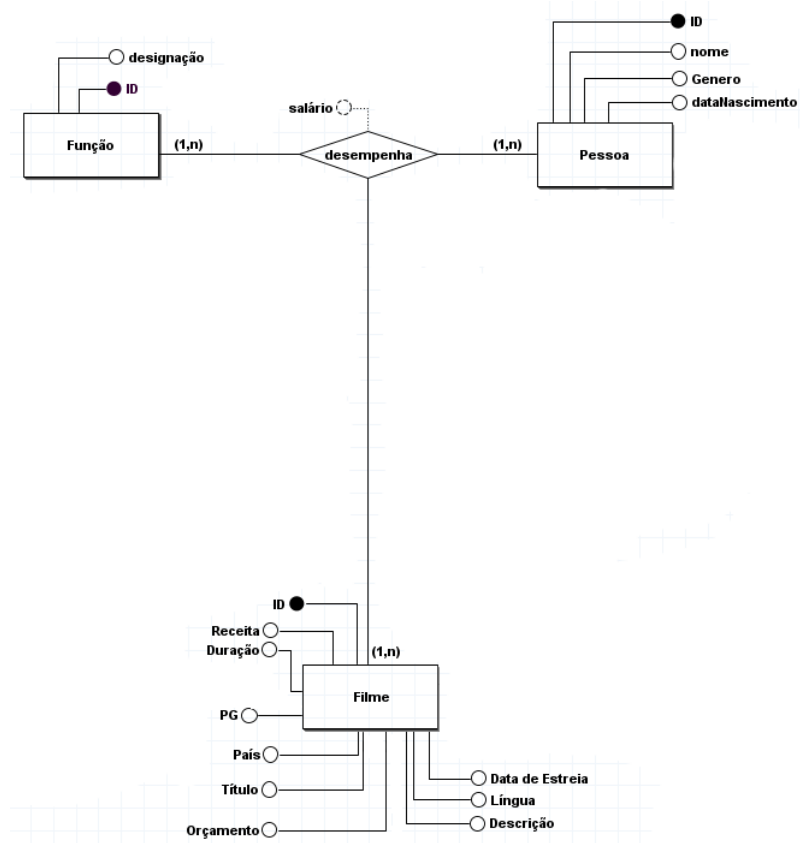 ID
nome
Genero
dataNascimento
designação
ID
salário
Função
(1,n)
desempenha
(1,n)
Pessoa
ID
Receita
Duração
(1,n)
Filme
PG
País
Título
Orçamento
Data de Estreia
Língua
Descrição